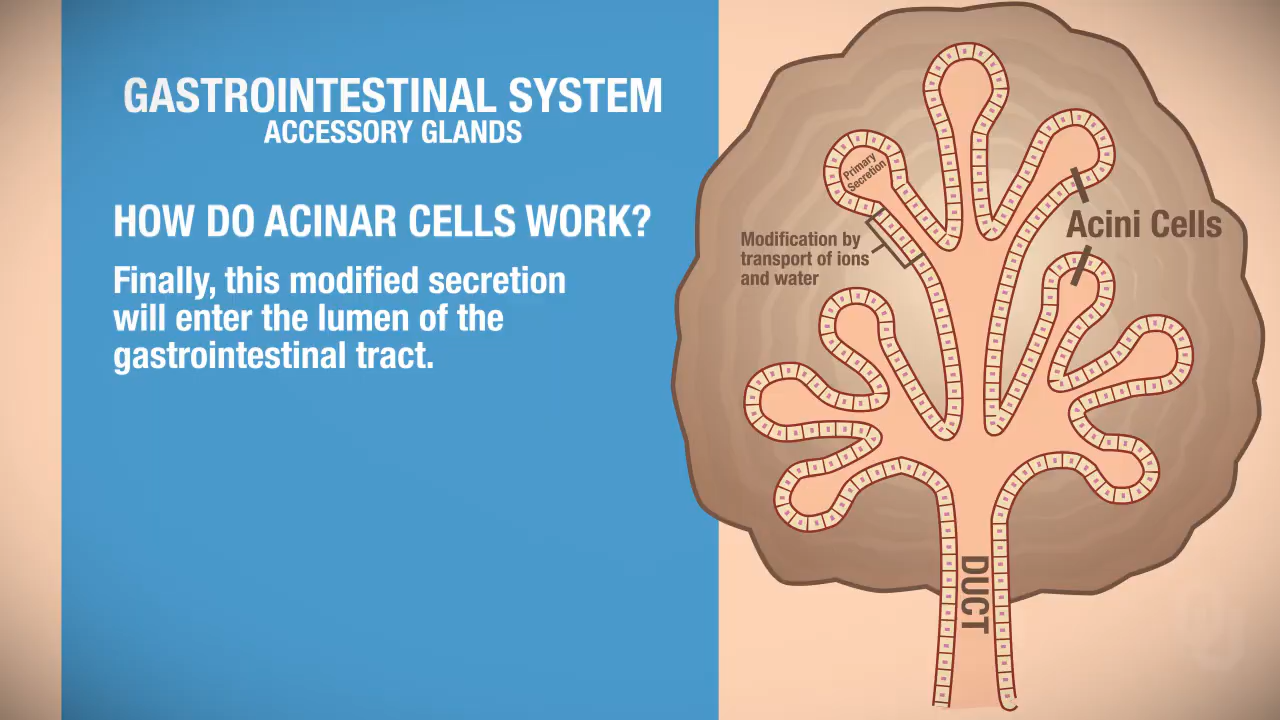 GASTROINTESTINAL SYSTEM
ACCESSORY GLANDS
HOW DO ACINAR CELLS WORK?
Finally, this modified secretion
will enter the lumen of the
gastrointestinal tract.
Primary
Secretion
Modification by
transport of ions
and water
Acini Cells
DUCT